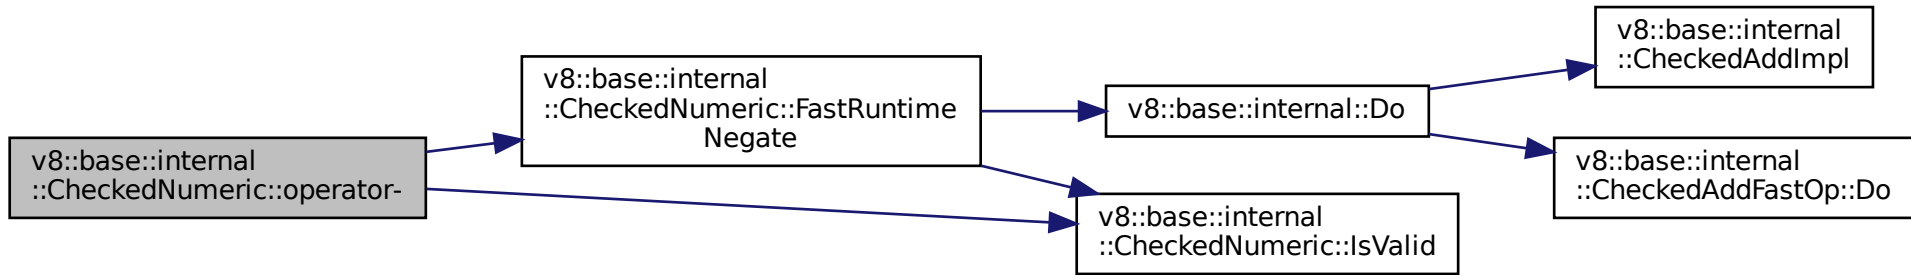 v8::base::internal
::CheckedNumeric::operator-
v8::base::internal
::CheckedNumeric::FastRuntime
Negate
v8::base::internal::Do
v8::base::internal
::CheckedAddImpl
v8::base::internal
::CheckedAddFastOp::Do
v8::base::internal
::CheckedNumeric::IsValid